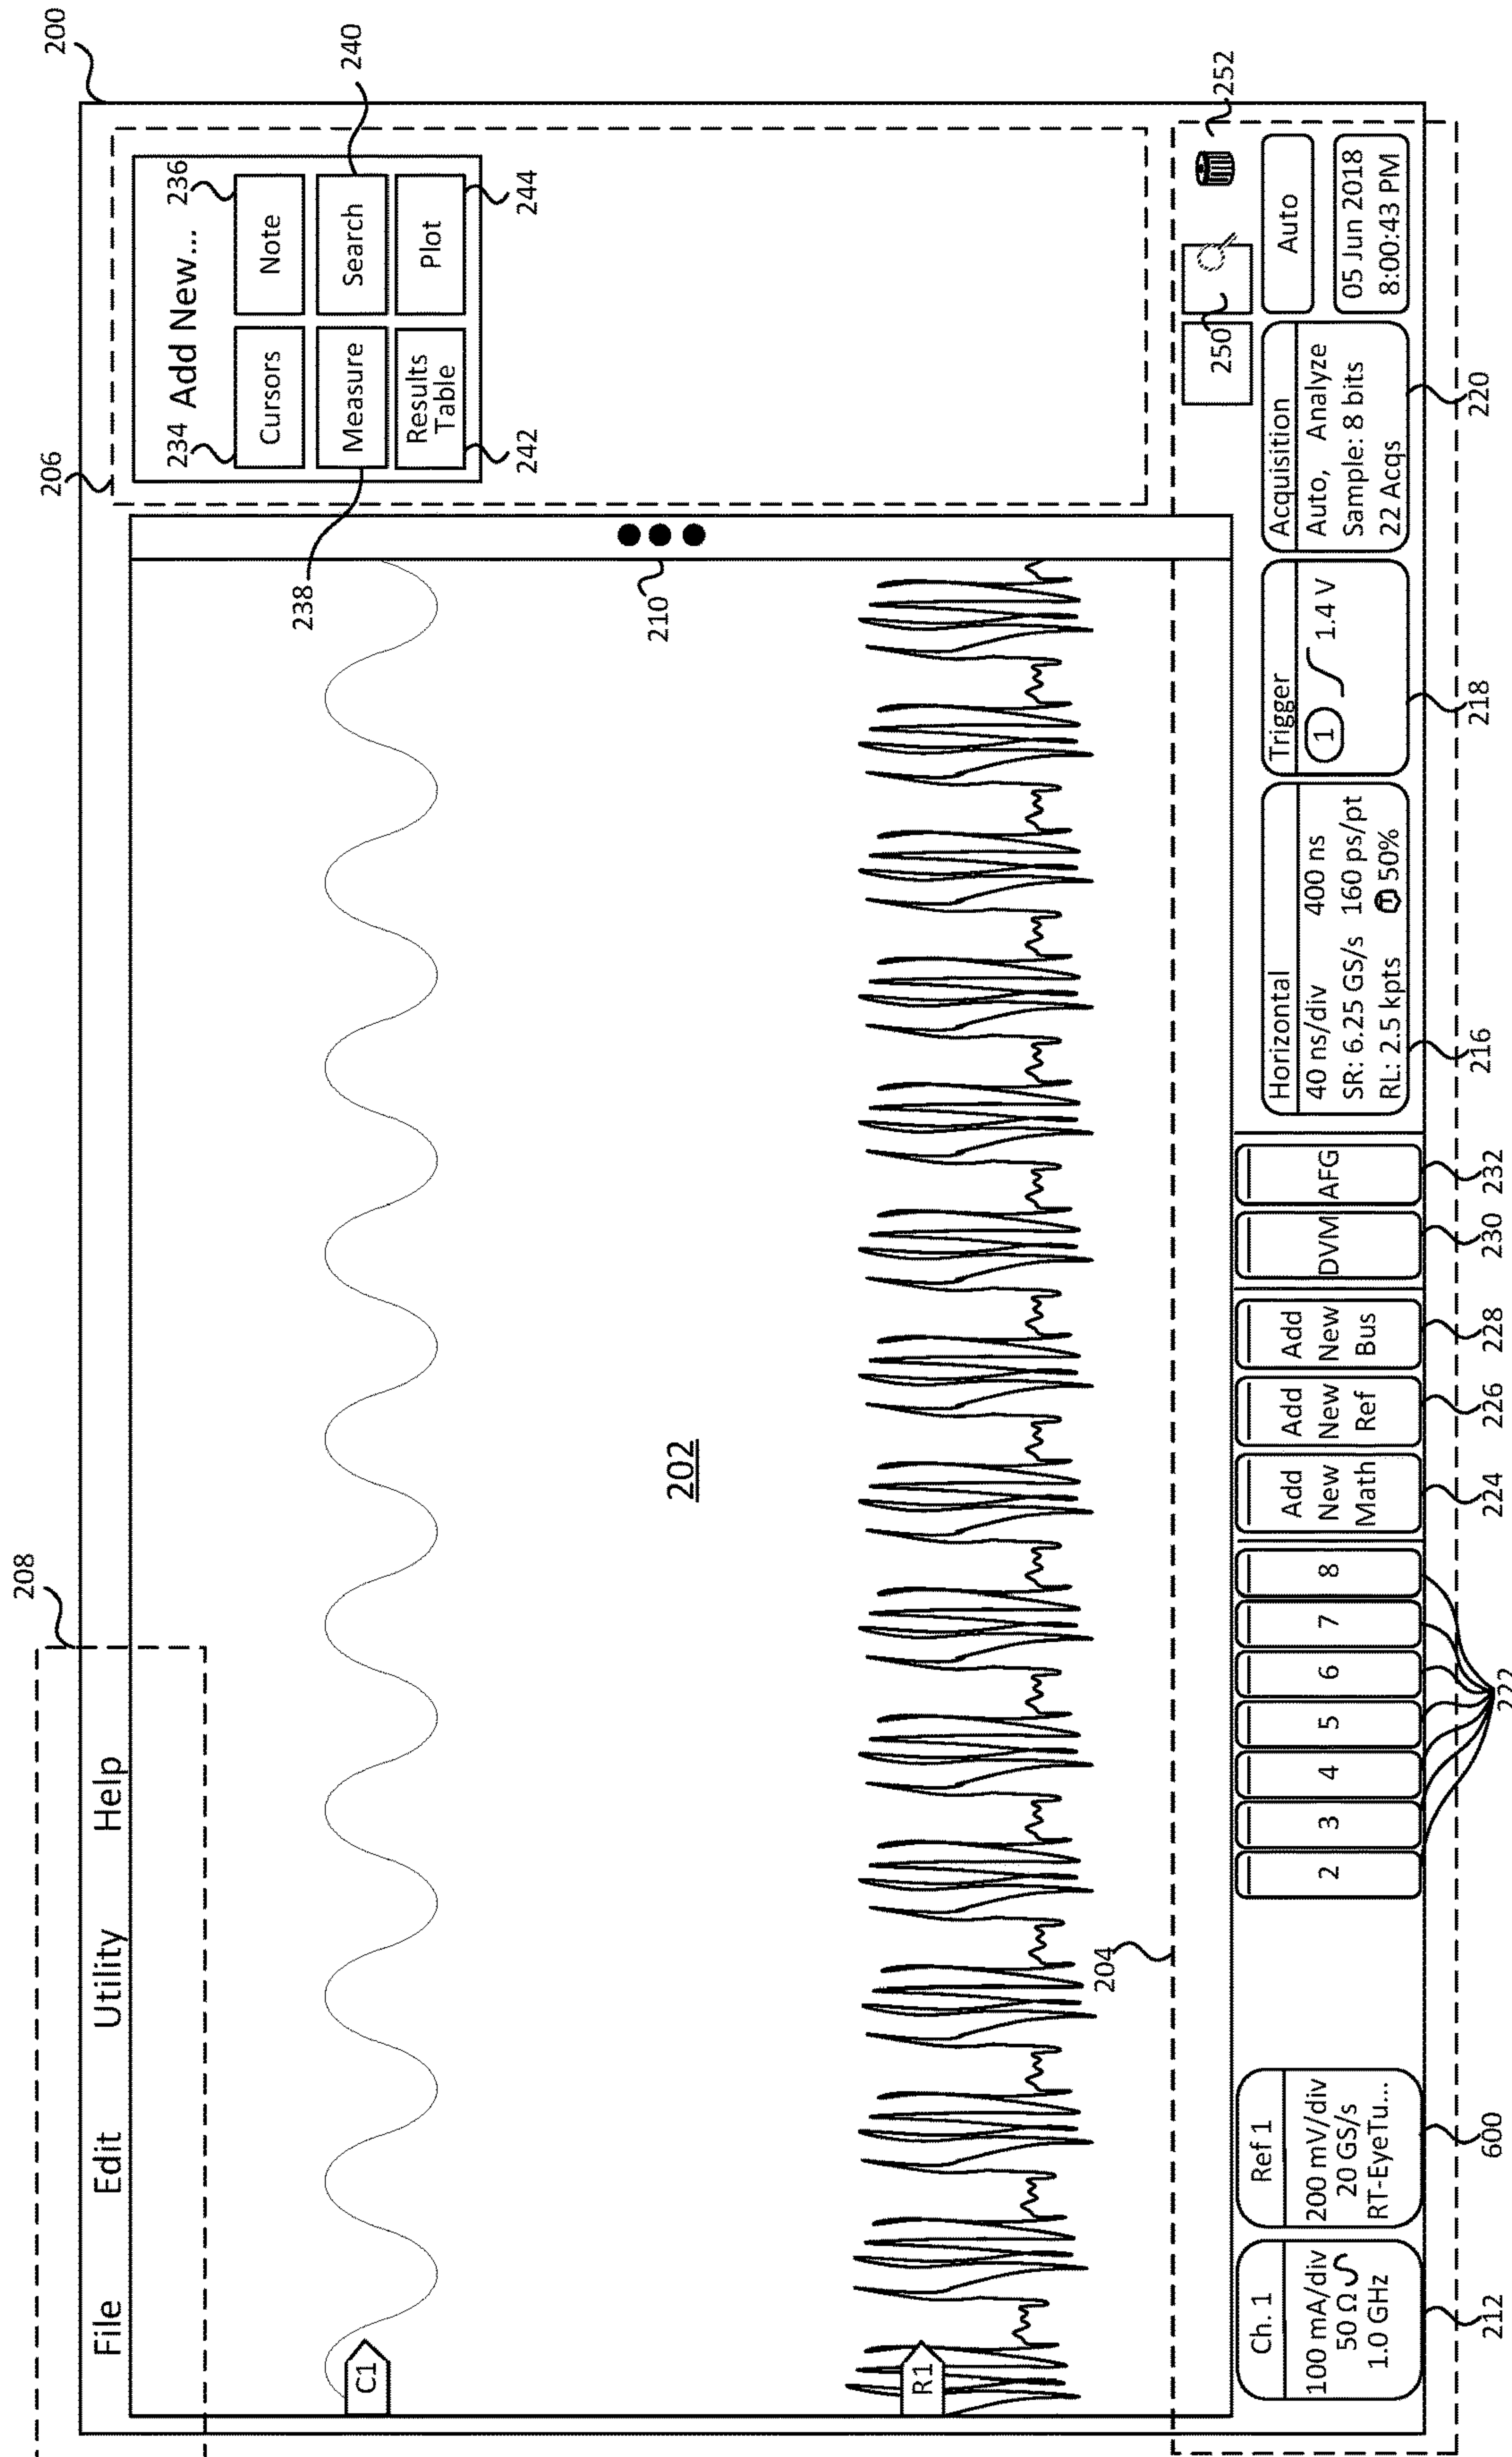 208
200
File Edit Utility Help
206
234
Add New...
236
Cursors
Note
240
Measure
Search
Results
Table
Plot
238
242
244
C1
202
210
R1
204
250
252
Ch. 1
100 mA/div
50 Ω
1.0 GHz
Ref 1
200 mV/div
20 GS/s
RT-EyeTu...
2
3
4
5
6
7
8
Add
New
Math
Add
New
Ref
Add
New
Bus
DVM
AFG
Horizontal
40 ns/div 400 ns
SR: 6.25 GS/s 160 ps/pt
RL: 2.5 kpts T 50%
Trigger
1 1.4 V
Acquisition
Auto, Analyze
Sample: 8 bits
22 Acqs
Auto
05 Jun 2018
8:00:43 PM
212
600
222
224
226
228
230
232
216
218
220